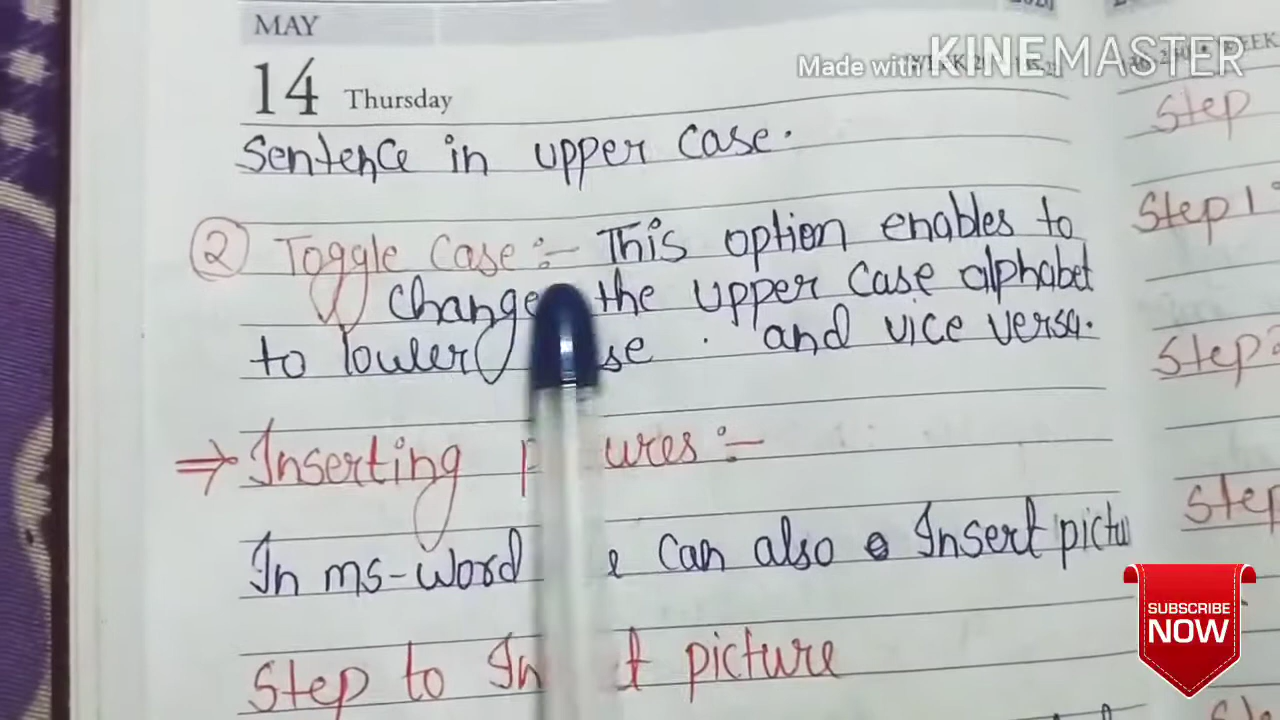 MAY
14 Thursday
Made with KINEMASTER
Sentence in upper case.
② Toggle Case:- This option enables to
Change the upper case alphabet
to lower se . and vice versa.
⇒ Inserting ures:-
In ms-word can also Insert pictu
Step to In t picture
Step
Step 1
Step 2
Step
SUBSCRIBE
NOW